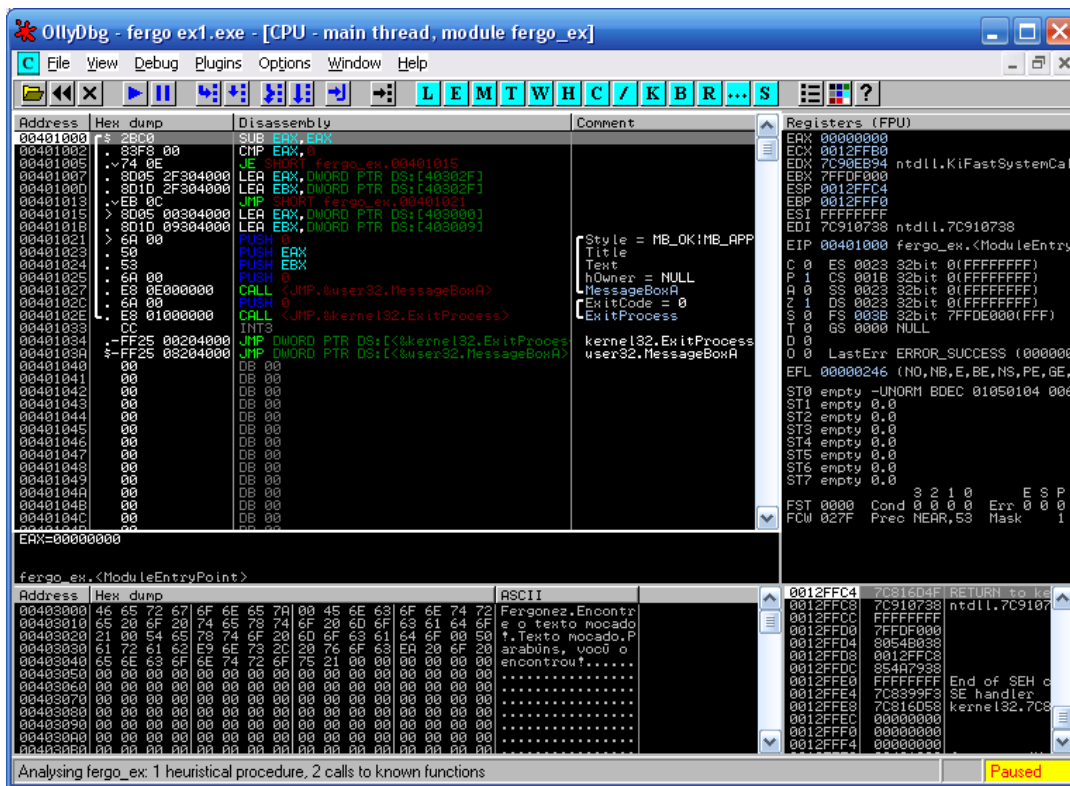 OllyDbg - fergo ex1.exe - [CPU - main thread, module fergo_ex]
C File View Debug Plugins Options Window Help
L E M T W H C / K B R ... S ?
Address Hex dump Disassembly Comment
00401000 $ 2BC0 SUB EAX,EAX
00401002 . 83F8 00 CMP EAX,0
00401005 .v74 0E JE SHORT fergo_ex.00401015
00401007 . 8D05 2F304000 LEA EAX,DWORD PTR DS:[40302F]
0040100D . 8D1D 2F304000 LEA EBX,DWORD PTR DS:[40302F]
00401013 .vEB 0C JMP SHORT fergo_ex.00401021
00401015 > 8D05 00304000 LEA EAX,DWORD PTR DS:[403000]
0040101B . 8D1D 09304000 LEA EBX,DWORD PTR DS:[403009]
00401021 > 6A 00 PUSH 0 Style = MB_OK|MB_APP
00401023 . 50 PUSH EAX Title
00401024 . 53 PUSH EBX Text
00401025 . 6A 00 PUSH 0 hOwner = NULL
00401027 . E8 0E000000 CALL <JMP.&user32.MessageBoxA> MessageBoxA
0040102C . 6A 00 PUSH 0 ExitCode = 0
0040102E . E8 01000000 CALL <JMP.&kernel32.ExitProcess> ExitProcess
00401033 CC INT3
00401034 .-FF25 00204000 JMP DWORD PTR DS:[<&kernel32.ExitProces kernel32.ExitProcess
0040103A $-FF25 08204000 JMP DWORD PTR DS:[<&user32.MessageBoxA> user32.MessageBoxA
00401040 00 DB 00
00401041 00 DB 00
00401042 00 DB 00
00401043 00 DB 00
00401044 00 DB 00
00401045 00 DB 00
00401046 00 DB 00
00401047 00 DB 00
00401048 00 DB 00
00401049 00 DB 00
0040104A 00 DB 00
0040104B 00 DB 00
0040104C 00 DB 00
Registers (FPU)
EAX 00000000
ECX 0012FFB0
EDX 7C90EB94 ntdll.KiFastSystemCal
EBX 7FFDF000
ESP 0012FFC4
EBP 0012FFF0
ESI FFFFFFFF
EDI 7C910738 ntdll.7C910738
EIP 00401000 fergo_ex.<ModuleEntry
C 0 ES 0023 32bit 0(FFFFFFFF)
P 1 CS 001B 32bit 0(FFFFFFFF)
A 0 SS 0023 32bit 0(FFFFFFFF)
Z 1 DS 0023 32bit 0(FFFFFFFF)
S 0 FS 003B 32bit 7FFDE000(FFF)
T 0 GS 0000 NULL
D 0
O 0 LastErr ERROR_SUCCESS (000000
EFL 00000246 (NO,NB,E,BE,NS,PE,GE,
ST0 empty -UNORM BDEC 01050104 006
ST1 empty 0.0
ST2 empty 0.0
ST3 empty 0.0
ST4 empty 0.0
ST5 empty 0.0
ST6 empty 0.0
ST7 empty 0.0
3 2 1 0 E S P
FST 0000 Cond 0 0 0 0 Err 0 0 0
FCW 027F Prec NEAR,53 Mask 1
EAX=00000000
fergo_ex.<ModuleEntryPoint>
Address Hex dump ASCII
00403000 46 65 72 67 6F 6E 65 7A 00 45 6E 63 6F 6E 74 72 Fergonez.Encontr
00403010 65 20 6F 20 74 65 78 74 6F 20 6D 6F 63 61 64 6F e o texto mocado
00403020 21 00 54 65 78 74 6F 20 6D 6F 63 61 64 6F 00 50 !.Texto mocado.P
00403030 61 72 61 62 E9 6E 73 2C 20 76 6F 63 EA 20 6F 20 arabúns, vocÛ o
00403040 65 6E 63 6F 6E 74 72 6F 75 21 00 00 00 00 00 00 encontrou!......
00403050 00 00 00 00 00 00 00 00 00 00 00 00 00 00 00 00 ................
00403060 00 00 00 00 00 00 00 00 00 00 00 00 00 00 00 00 ................
00403070 00 00 00 00 00 00 00 00 00 00 00 00 00 00 00 00 ................
00403080 00 00 00 00 00 00 00 00 00 00 00 00 00 00 00 00 ................
00403090 00 00 00 00 00 00 00 00 00 00 00 00 00 00 00 00 ................
004030A0 00 00 00 00 00 00 00 00 00 00 00 00 00 00 00 00 ................
004030B0 00 00 00 00 00 00 00 00 00 00 00 00 00 00 00 00 ................
0012FFC4 7C816D4F RETURN to ke
0012FFC8 7C910738 ntdll.7C9107
0012FFCC FFFFFFFF
0012FFD0 7FFDF000
0012FFD4 8054B038
0012FFD8 0012FFC8
0012FFDC 854A7938
0012FFE0 FFFFFFFF End of SEH c
0012FFE4 7C8399F3 SE handler
0012FFE8 7C816D58 kernel32.7C8
0012FFEC 00000000
0012FFF0 00000000
0012FFF4 00000000
Analysing fergo_ex: 1 heuristical procedure, 2 calls to known functions
Paused